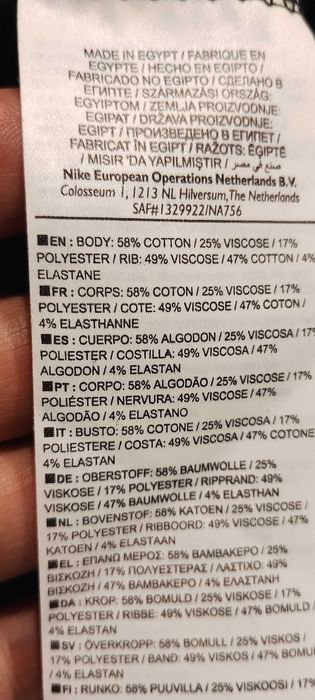 MADE IN EGYPT / FABRIQUE EN
EGYPTE / HECHO EN EGIPTO /
FABRICADO NO EGIPTO / СДЕЛАНО В
ЕГИПТЕ / SZÁRMAZÁSI ORSZÁG:
EGYIPTOM / ZEMLJA PROIZVODNJE:
EGIPAT / DRŽAVA PROIZVODNJE:
EGIPT / ПРОИЗВЕДЕНО В ЕГИПЕТ /
FABRICAT ÎN EGIPT / RAŽOTS: ĒĢIPTĒ
/ MISIR 'DA YAPILMIŞTIR / صنع في مصر
Nike European Operations Netherlands B.V.
Colosseum 1, 1213 NL Hilversum, The Netherlands
SAF# 1329922/NA756
EN : BODY: 58% COTTON / 25% VISCOSE / 17%
POLYESTER / RIB: 49% VISCOSE / 47% COTTON / 4%
ELASTANE
FR : CORPS: 58% COTON / 25% VISCOSE / 17%
POLYESTER / COTE: 49% VISCOSE / 47% COTON /
4% ELASTHANNE
ES : CUERPO: 58% ALGODON / 25% VISCOSA / 17%
POLIESTER / COSTILLA: 49% VISCOSA / 47%
ALGODON / 4% ELASTAN
PT : CORPO: 58% ALGODÃO / 25% VISCOSE / 17%
POLIÉSTER / NERVURA: 49% VISCOSE / 47%
ALGODÃO / 4% ELASTANO
IT : BUSTO: 58% COTONE / 25% VISCOSA / 17%
POLIESTERE / COSTA: 49% VISCOSA / 47% COTONE
4% ELASTAN
DE : OBERSTOFF: 58% BAUMWOLLE / 25%
VISKOSE / 17% POLYESTER / RIPPRAND: 49%
VISKOSE / 47% BAUMWOLLE / 4% ELASTHAN
NL : BOVENSTOF: 58% KATOEN / 25% VISCOSE /
17% POLYESTER / RIBBOORD: 49% VISCOSE / 47%
KATOEN / 4% ELASTAAN
EL : ΕΠΑΝΩ ΜΕΡΟΣ: 58% ΒΑΜΒΑΚΕΡΟ / 25%
ΒΙΣΚΟΖΗ / 17% ΠΟΛΥΕΣΤΕΡΑΣ / ΛΑΣΤΙΧΟ: 49%
ΒΙΣΚΟΖΗ / 47% ΒΑΜΒΑΚΕΡΟ / 4% ΕΛΑΣΤΑΝΗ
DA : KROP: 58% BOMULD / 25% VISKOSE / 17%
POLYESTER / RIBBE: 49% VISKOSE / 47% BOMULD /
4% ELASTAN
SV : ÖVERKROPP: 58% BOMULL / 25% VISKOS /
17% POLYESTER / BAND: 49% VISKOS / 47% BOMU
/ 4% ELASTAN
FI : RUNKO: 58% PUUVILLA / 25% VISKOOSI / 17%